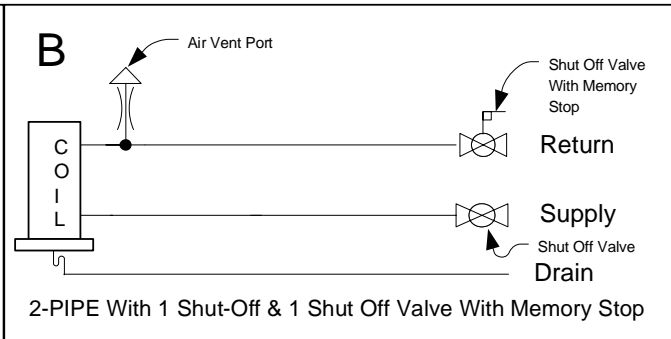 B
Air Vent Port
Shut Off Valve
With Memory
Stop
COIL
Return
Supply
Shut Off Valve
Drain
2-PIPE With 1 Shut-Off & 1 Shut Off Valve With Memory Stop